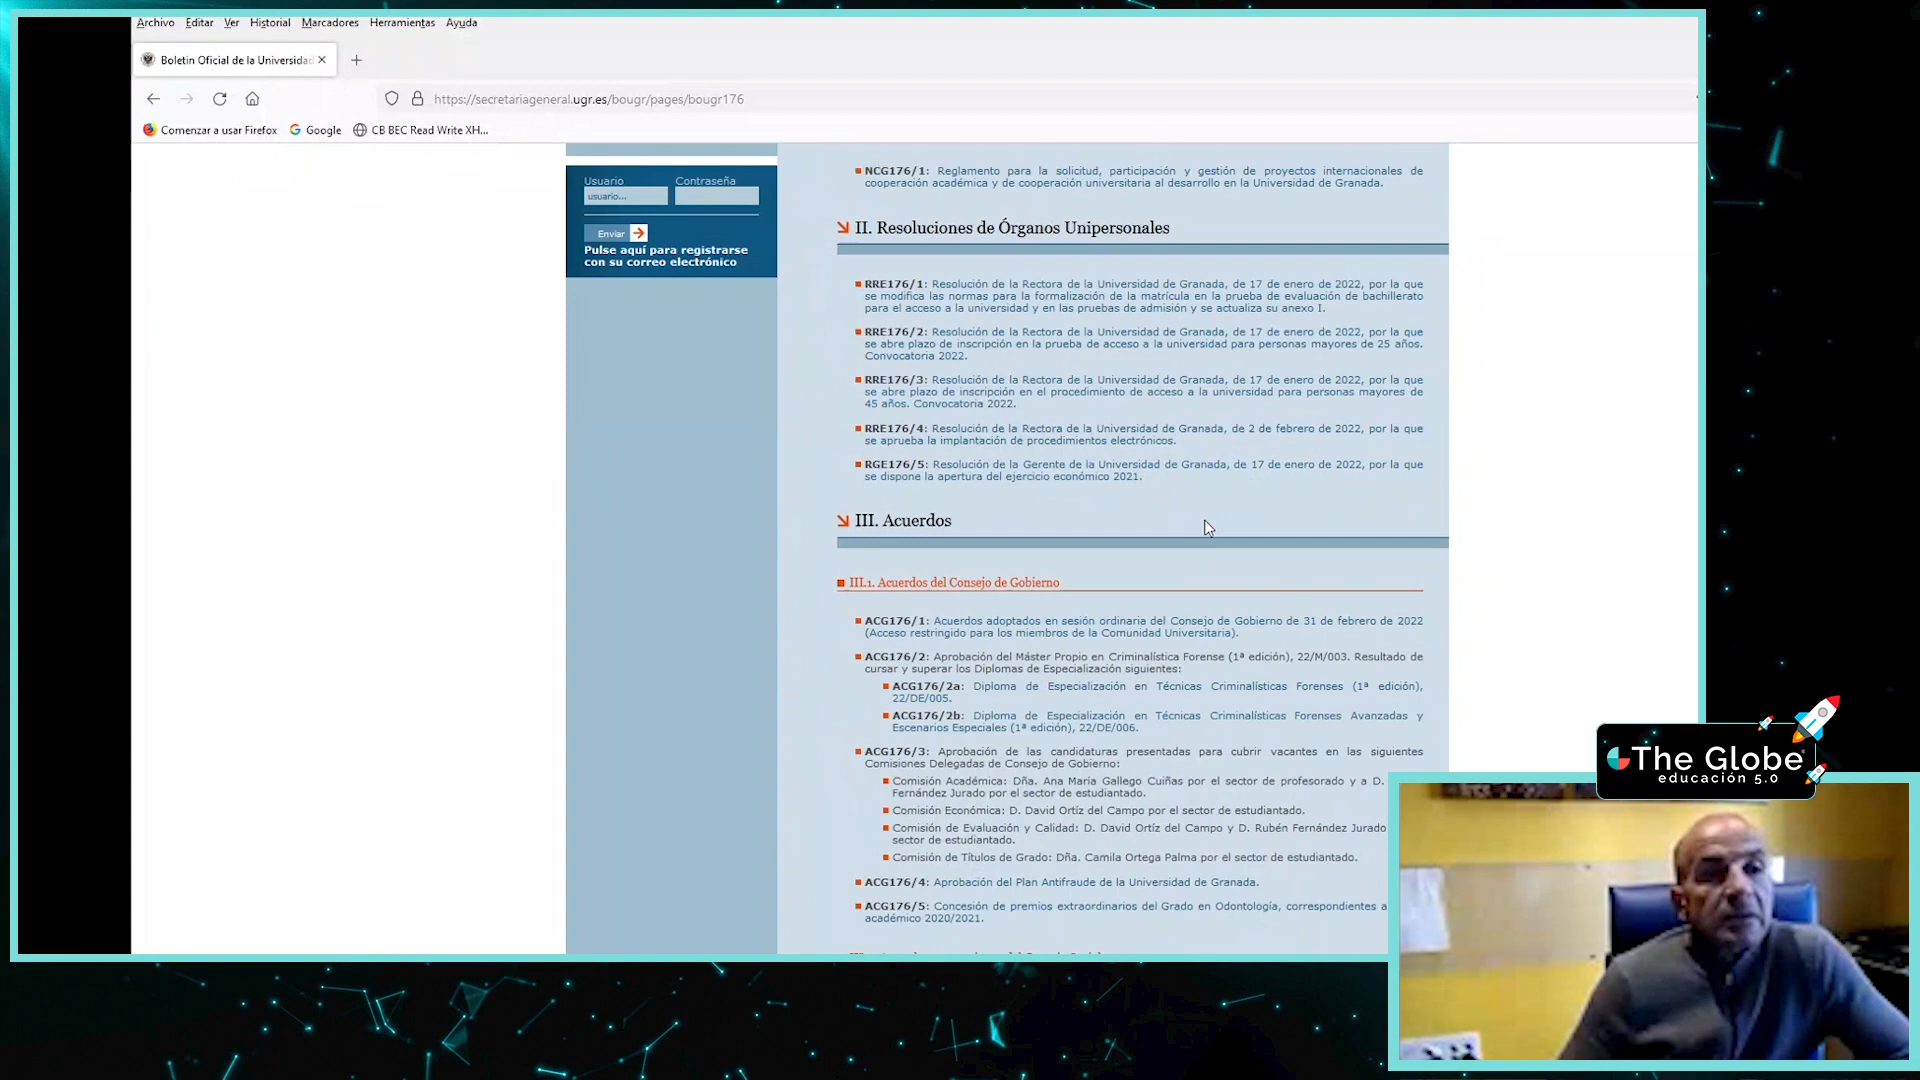 Archivo Editar Ver Historial Marcadores Herramientas Ayuda
Boletin Oficial de la Universidad
https://secretariageneral.ugr.es/bougr/pages/bougr176
Comenzar a usar Firefox Google CB BEC Read Write XH...
Usuario Contraseña
usuario...
Enviar
Pulse aquí para registrarse
con su correo electrónico
NCG176/1: Reglamento para la solicitud, participación y gestión de proyectos internacionales de
cooperación académica y de cooperación universitaria al desarrollo en la Universidad de Granada.
II. Resoluciones de Órganos Unipersonales
RRE176/1: Resolución de la Rectora de la Universidad de Granada, de 17 de enero de 2022, por la que
se modifica las normas para la formalización de la matrícula en la prueba de evaluación de bachillerato
para el acceso a la universidad y en las pruebas de admisión y se actualiza su anexo I.
RRE176/2: Resolución de la Rectora de la Universidad de Granada, de 17 de enero de 2022, por la que
se abre plazo de inscripción en la prueba de acceso a la universidad para personas mayores de 25 años.
Convocatoria 2022.
RRE176/3: Resolución de la Rectora de la Universidad de Granada, de 17 de enero de 2022, por la que
se abre plazo de inscripción en el procedimiento de acceso a la universidad para personas mayores de
45 años. Convocatoria 2022.
RRE176/4: Resolución de la Rectora de la Universidad de Granada, de 2 de febrero de 2022, por la que
se aprueba la implantación de procedimientos electrónicos.
RGE176/5: Resolución de la Gerente de la Universidad de Granada, de 17 de enero de 2022, por la que
se dispone la apertura del ejercicio económico 2021.
III. Acuerdos
III.1. Acuerdos del Consejo de Gobierno
ACG176/1: Acuerdos adoptados en sesión ordinaria del Consejo de Gobierno de 31 de febrero de 2022
(Acceso restringido para los miembros de la Comunidad Universitaria).
ACG176/2: Aprobación del Máster Propio en Criminalística Forense (1ª edición), 22/M/003. Resultado de
cursar y superar los Diplomas de Especialización siguientes:
ACG176/2a: Diploma de Especialización en Técnicas Criminalísticas Forenses (1ª edición),
22/DE/005.
ACG176/2b: Diploma de Especialización en Técnicas Criminalísticas Forenses Avanzadas y
Escenarios Especiales (1ª edición), 22/DE/006.
ACG176/3: Aprobación de las candidaturas presentadas para cubrir vacantes en las siguientes
Comisiones Delegadas de Consejo de Gobierno:
Comisión Académica: Dña. Ana María Gallego Cuiñas por el sector de profesorado y a D.
Fernández Jurado por el sector de estudiantado.
Comisión Económica: D. David Ortíz del Campo por el sector de estudiantado.
Comisión de Evaluación y Calidad: D. David Ortíz del Campo y D. Rubén Fernández Jurado
sector de estudiantado.
Comisión de Títulos de Grado: Dña. Camila Ortega Palma por el sector de estudiantado.
ACG176/4: Aprobación del Plan Antifraude de la Universidad de Granada.
ACG176/5: Concesión de premios extraordinarios del Grado en Odontología, correspondientes a
académico 2020/2021.
The Globe
educación 5.0